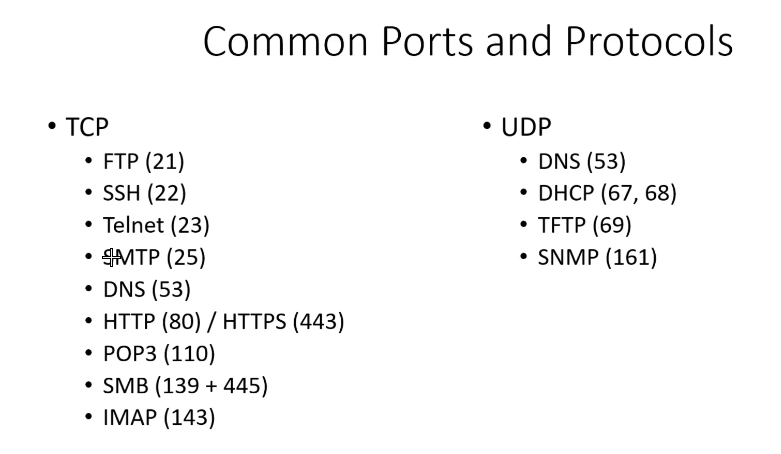 Common Ports and Protocols
• TCP
• FTP (21)
• SSH (22)
• Telnet (23)
• SMTP (25)
• DNS (53)
• HTTP (80) / HTTPS (443)
• POP3 (110)
• SMB (139 + 445)
• IMAP (143)
• UDP
• DNS (53)
• DHCP (67, 68)
• TFTP (69)
• SNMP (161)